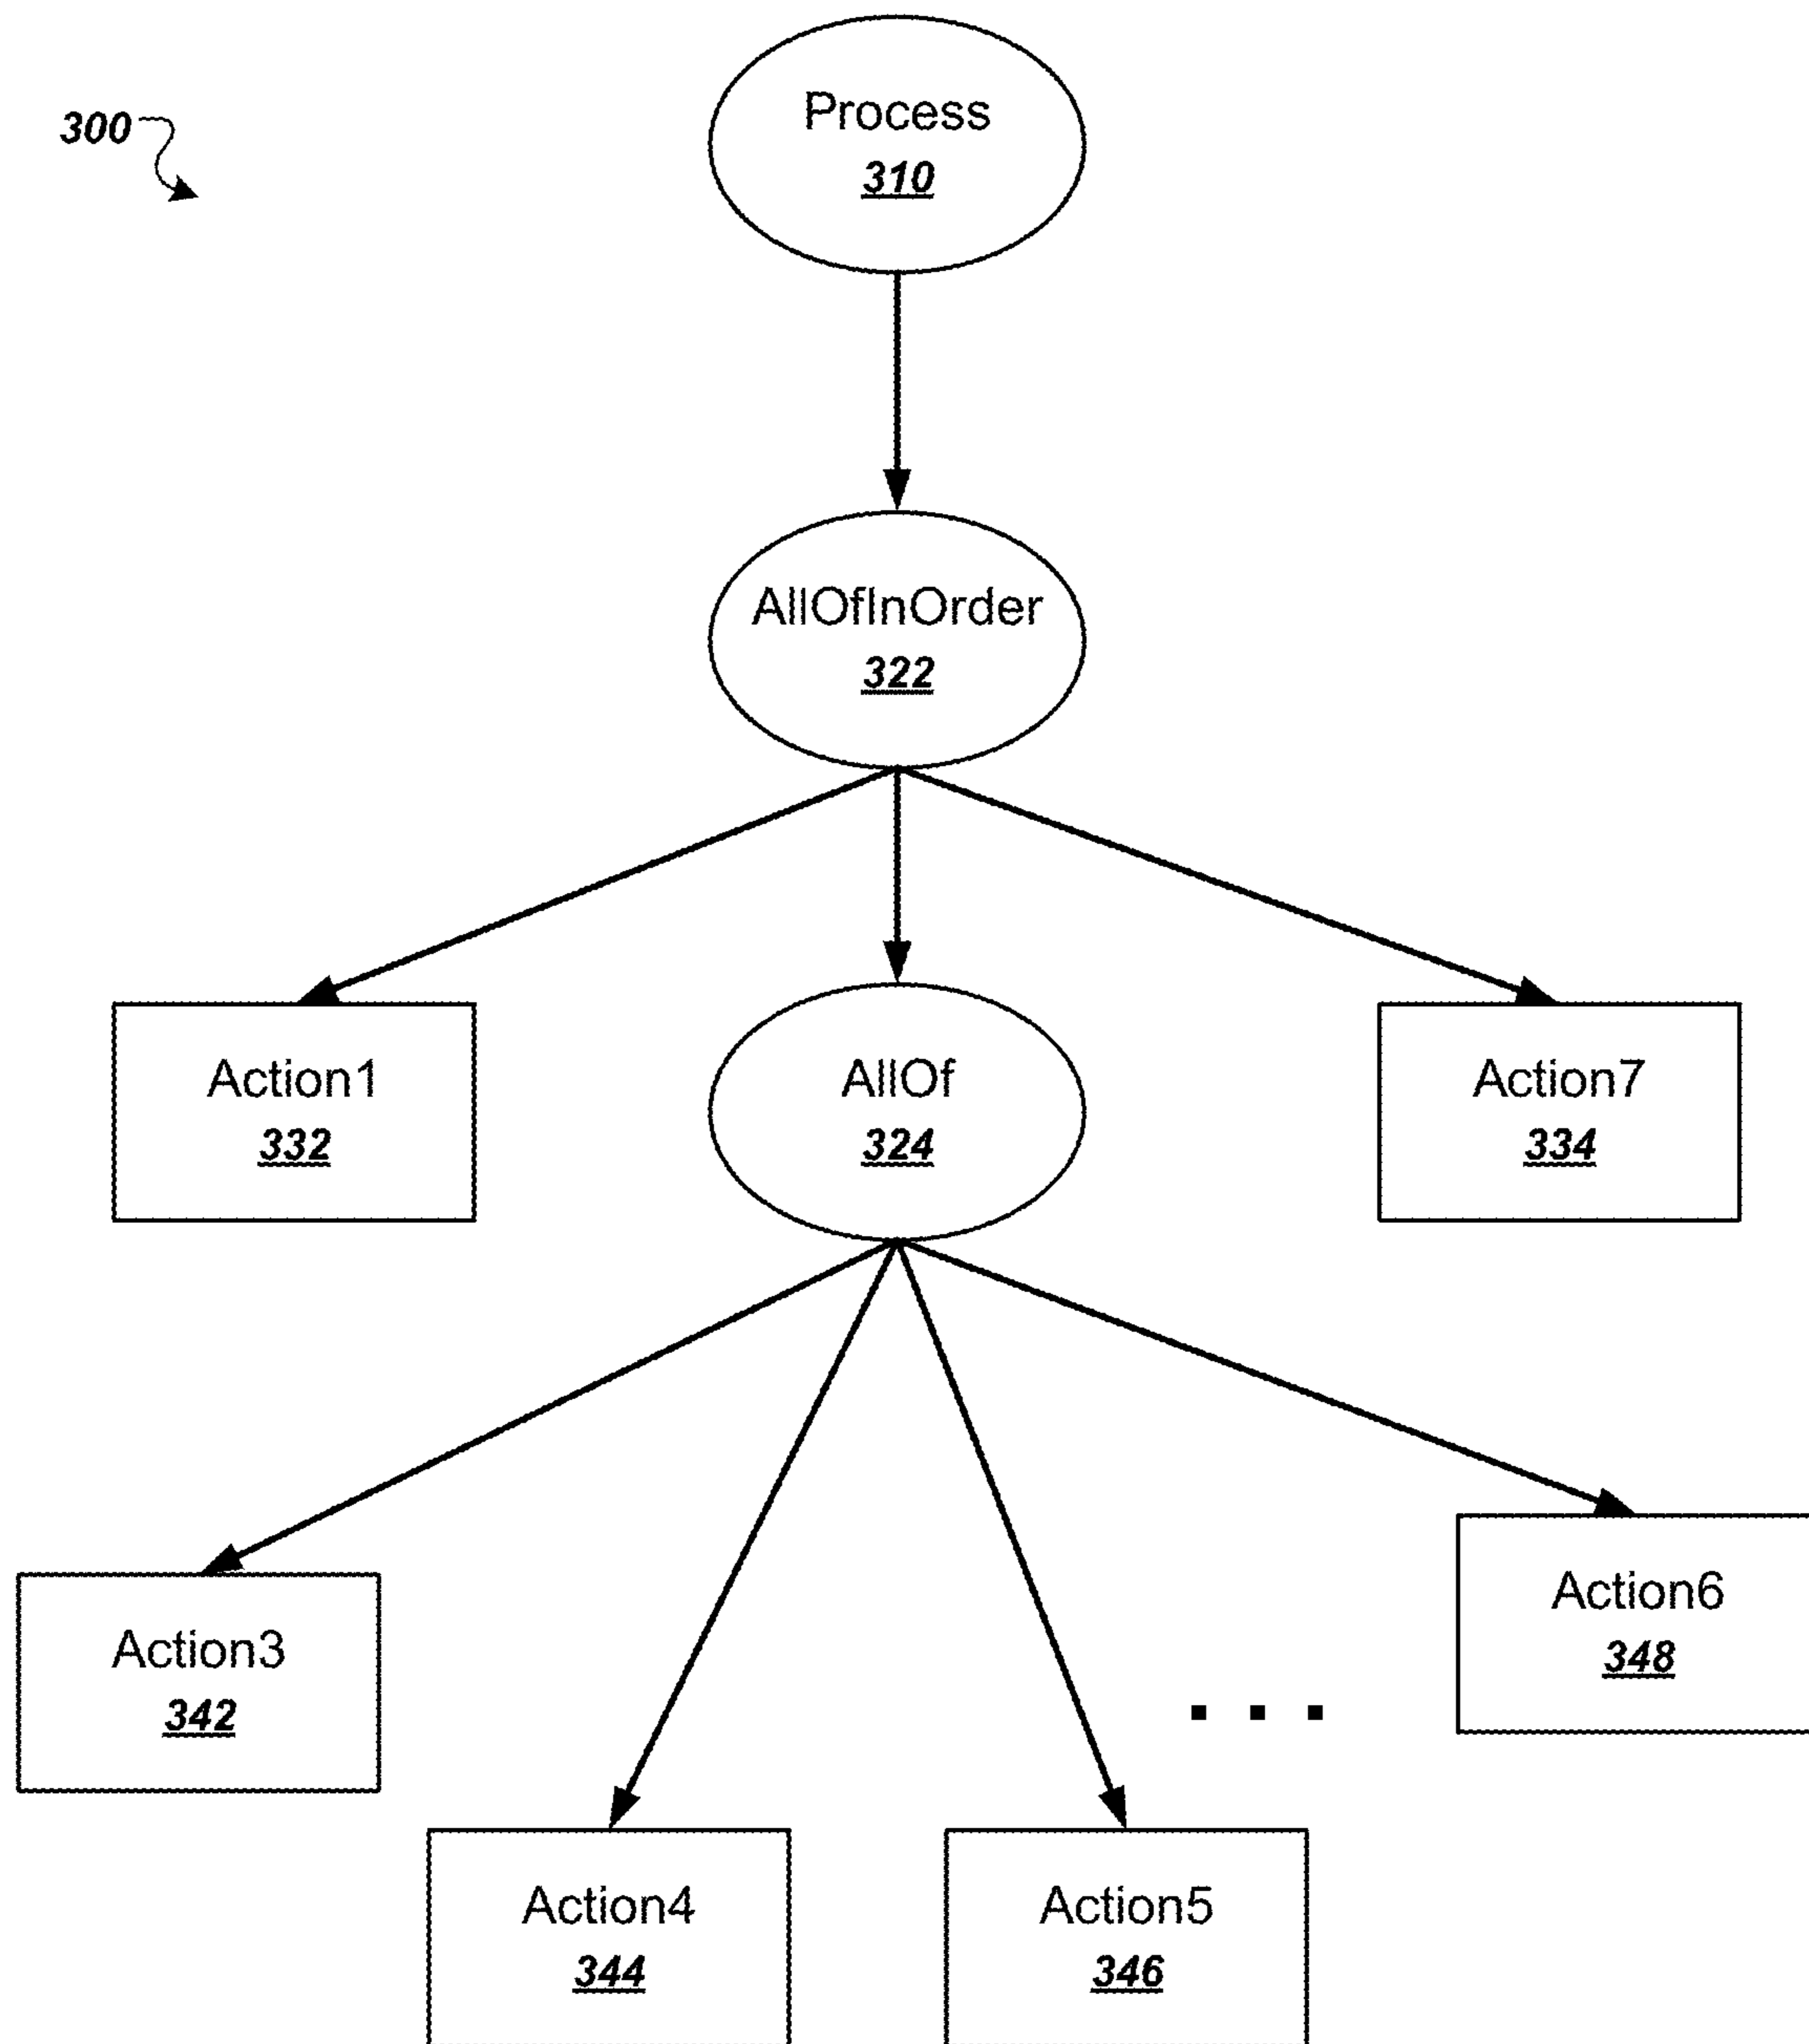 300
Process
310
AllOfInOrder
322
Action1
332
AllOf
324
Action7
334
Action3
342
Action4
344
Action5
346
. . .
Action6
348